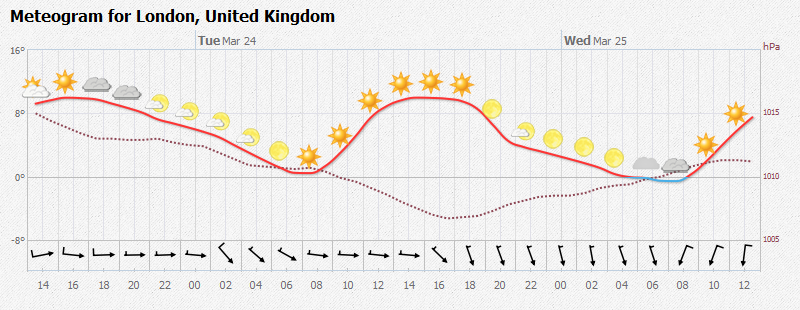 Meteogram for London, United Kingdom
Tue Mar 24
Wed Mar 25
16°
hPa
8°
1015
0°
1010
-8°
1005
14 16 18 20 22 00 02 04 06 08 10 12 14 16 18 20 22 00 02 04 06 08 10 12